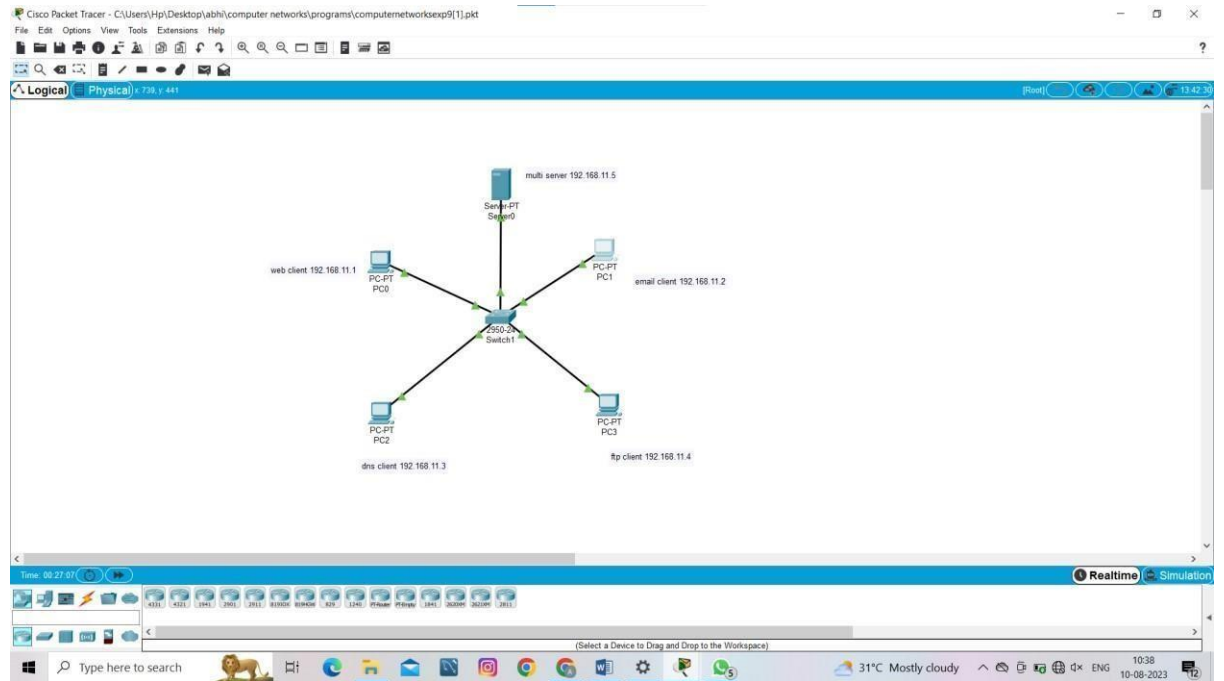 Cisco Packet Tracer - C:\Users\Hp\Desktop\abhi\computer networks\programs\computernetworksexp9[1].pkt
File Edit Options View Tools Extensions Help
?
Logical Physical x: 739, y: 441 [Root] 13:42:30
multi server 192.168.11.5
Server-PT
Server0
web client 192.168.11.1
PC-PT
PC0
PC-PT
PC1
email client 192.168.11.2
2950-24
Switch1
PC-PT
PC2
PC-PT
PC3
dns client 192.168.11.3
ftp client 192.168.11.4
Time: 00:27:07 Realtime Simulation
4331 4321 1941 2901 2911 819IOX 819HGW 829 1240 PT-Router PT-Empty 1841 2620XM 2621XM 2811
(Select a Device to Drag and Drop to the Workspace)
Type here to search 5 31°C Mostly cloudy ENG 10:38
10-08-2023 12